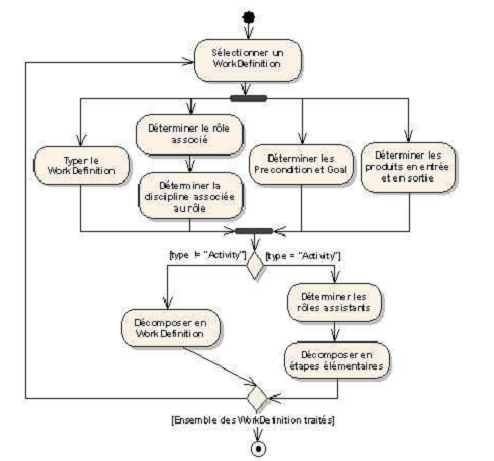 Sélectionner un
WorkDefinition
Déterminer le rôle
associé
Typer le
WorkDefinition
Déterminer les
Precondition et Goal
Déterminer les
produits en entrée
et en sortie
Déterminer la
discipline associée
au rôle
[type != "Activity"]
[type = "Activity"]
Déterminer les
rôles assistants
Décomposer en
WorkDefinition
Décomposer en
étapes élémentaires
[Ensemble des WorkDefinition traités]